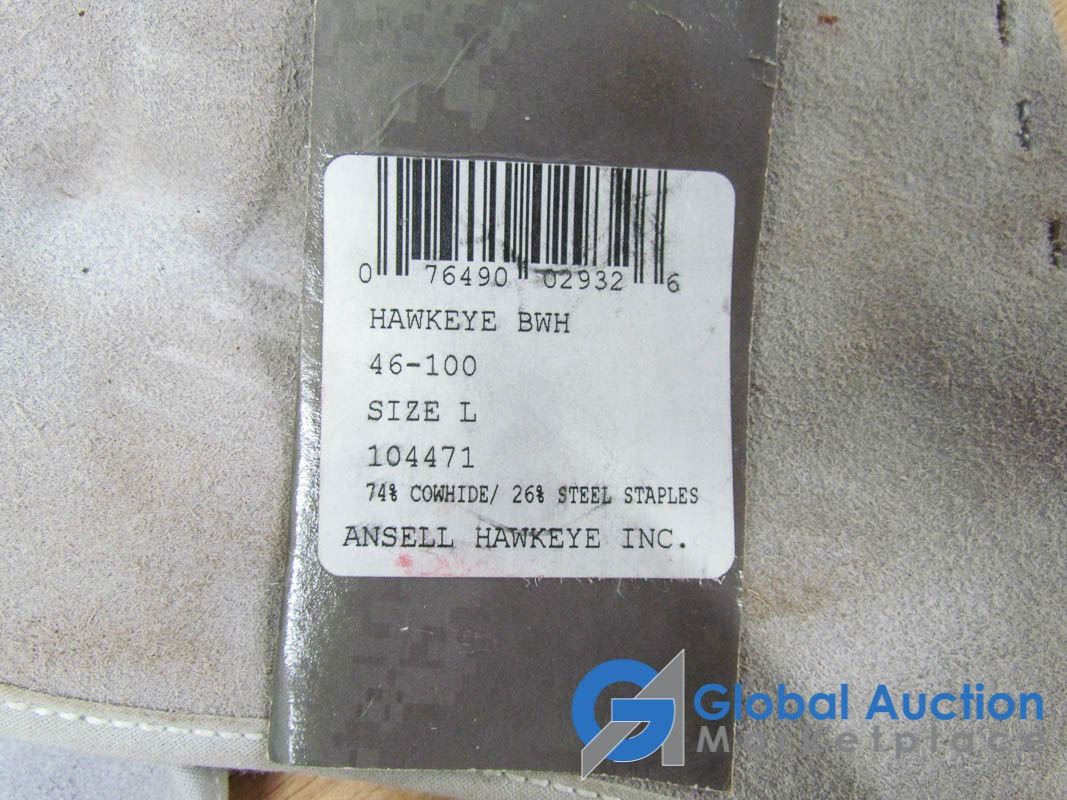 0 76490 02932 6
HAWKEYE BWH
46-100
SIZE L
104471
74% COWHIDE/ 26% STEEL STAPLES
ANSELL HAWKEYE INC.
GA Global Auction
Marketplace